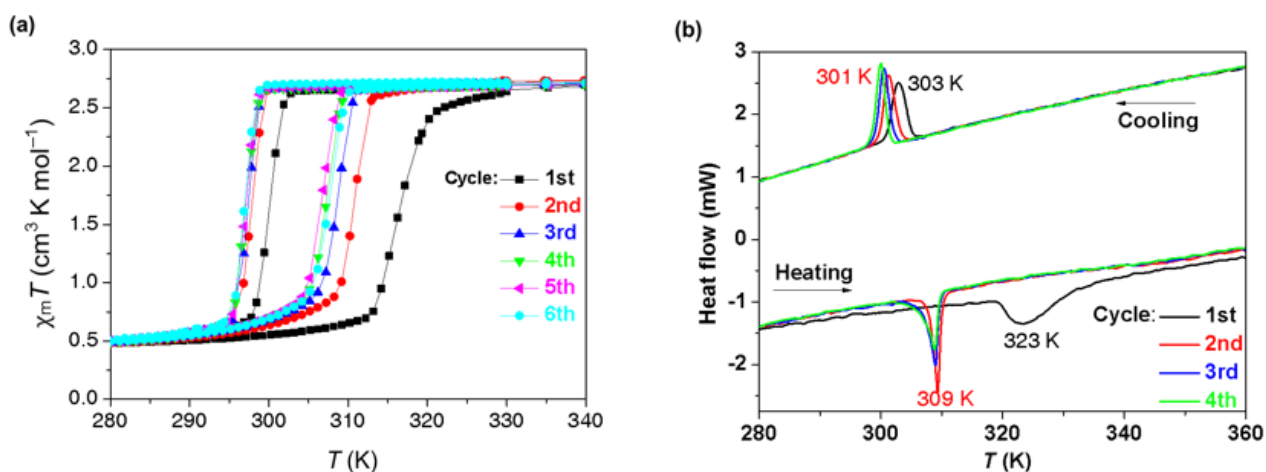 (a)
3.0
2.5
2.0
1.5
1.0
0.5
0.0
χmT (cm³ K mol⁻¹)
Cycle: 1st
2nd
3rd
4th
5th
6th
280 290 300 310 320 330 340
T (K)
(b)
3
2
1
0
-1
-2
Heat flow (mW)
301 K
303 K
Cooling
Heating
323 K
309 K
Cycle: 1st
2nd
3rd
4th
280 300 320 340 360
T (K)